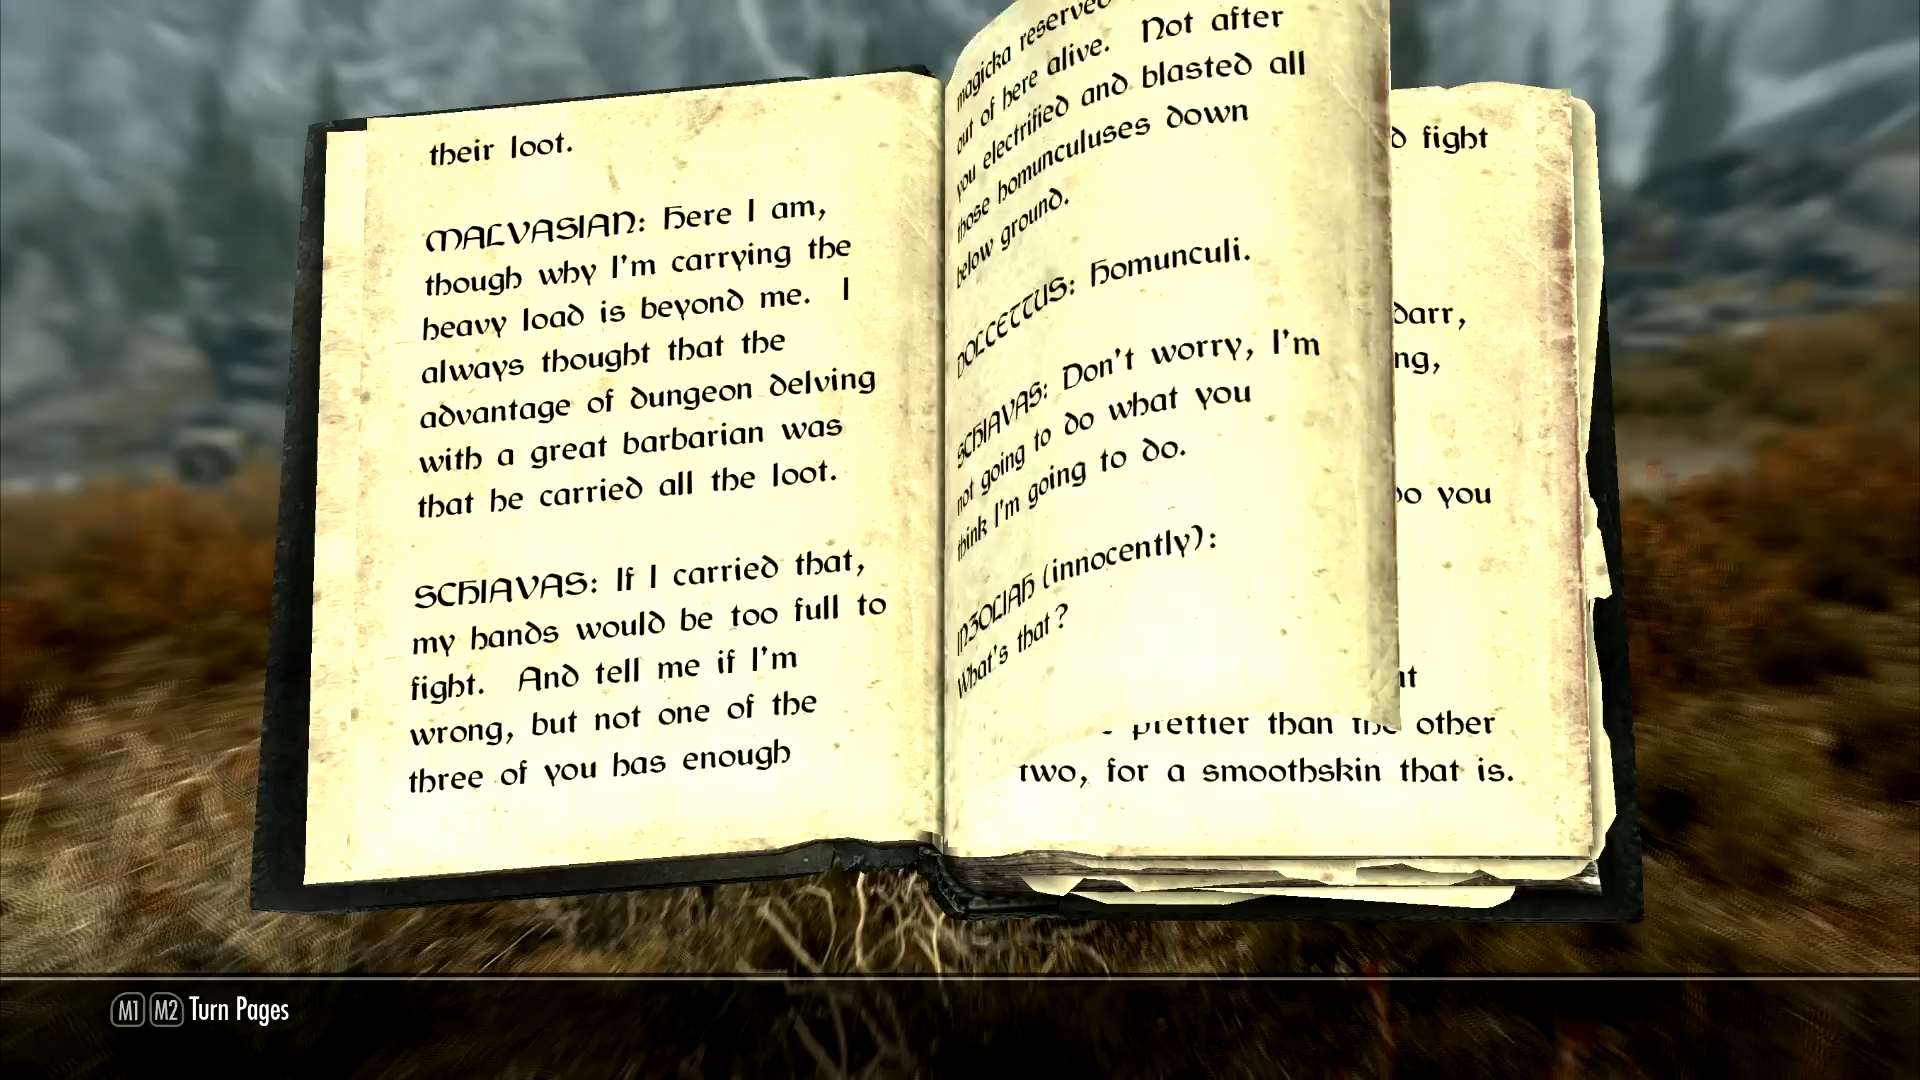 their loot.
MALVASIAN: Here I am,
though why I'm carrying the
heavy load is beyond me. I
always thought that the
advantage of dungeon delving
with a great barbarian was
that he carried all the loot.
SCHIAVAS: If I carried that,
my hands would be too full to
fight. And tell me if I'm
wrong, but not one of the
three of you has enough
magicka reserved
out of here alive. Not after
you electrified and blasted all
those homunculuses down
below ground.
DOLCETTUS: Homunculi.
SCHIAVAS: Don't worry, I'm
not going to do what you
think I'm going to do.
INZOLIAH (innocently):
What's that?
fight
you
prettier than the other
two, for a smoothskin that is.
M1 M2 Turn Pages